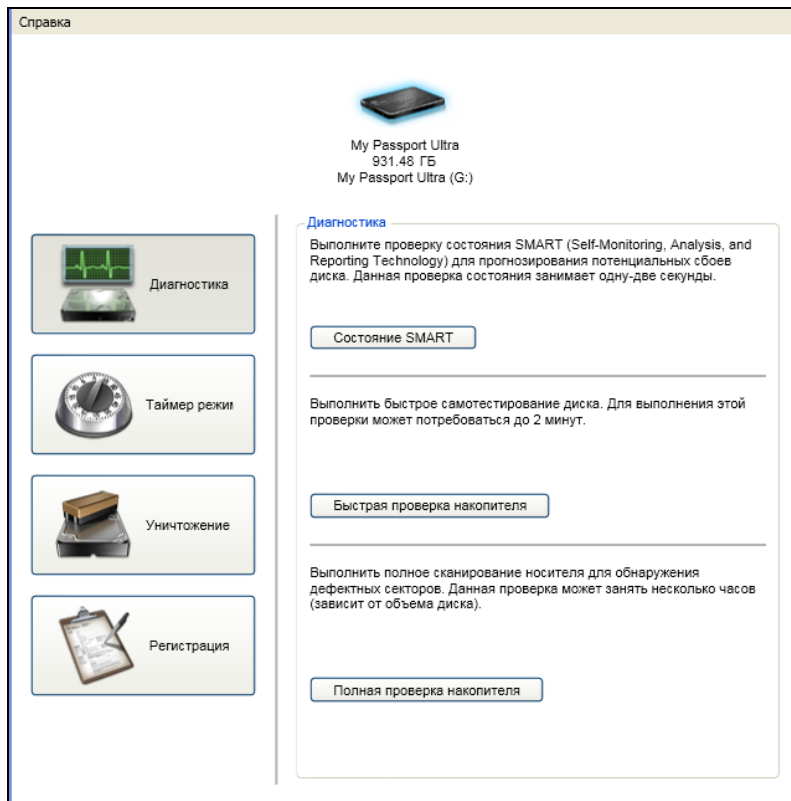 Справка
My Passport Ultra
931.48 ГБ
My Passport Ultra (G:)
Диагностика
Таймер режим
Уничтожение
Регистрация
Диагностика
Выполните проверку состояния SMART (Self-Monitoring, Analysis, and
Reporting Technology) для прогнозирования потенциальных сбоев
диска. Данная проверка состояния занимает одну-две секунды.
Состояние SMART
Выполнить быстрое самотестирование диска. Для выполнения этой
проверки может потребоваться до 2 минут.
Быстрая проверка накопителя
Выполнить полное сканирование носителя для обнаружения
дефектных секторов. Данная проверка может занять несколько часов
(зависит от объема диска).
Полная проверка накопителя